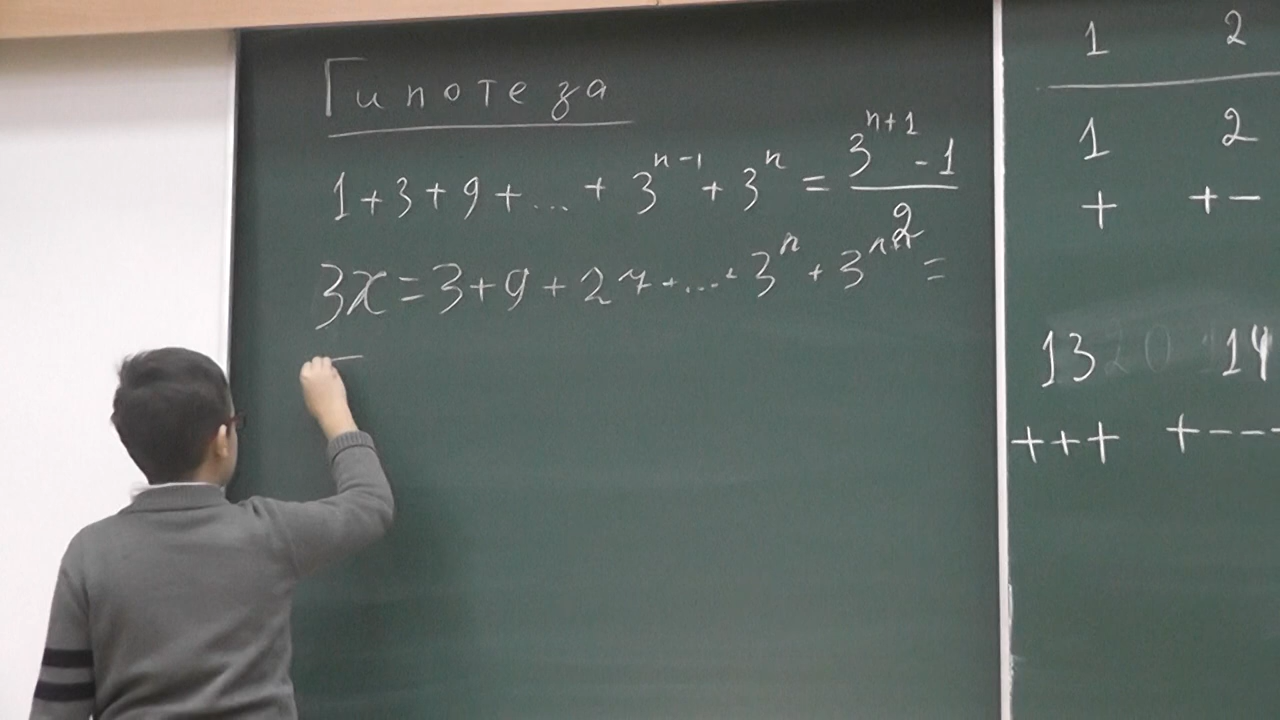 Гипотеза
1+3+9+...+3^{n-1}+3^n=\frac{3^{n+1}-1}{2}
3x=3+9+27+...+3^n+3^{n+1}=
1 2
1 2
+ +-
13 14
+++ +---